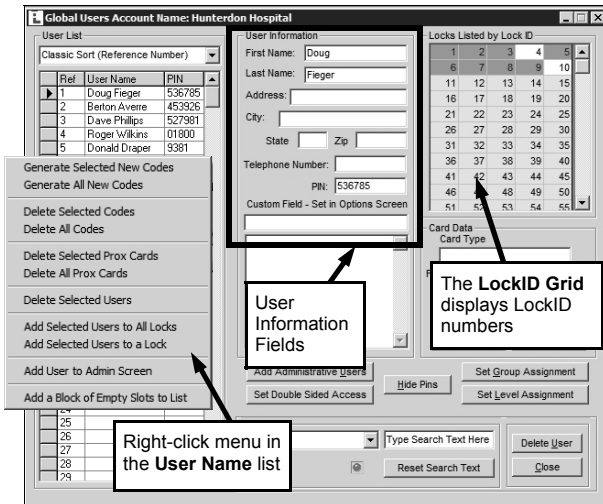 Global Users Account Name: Hunterdon Hospital
User List
Classic Sort (Reference Number)
Ref User Name PIN
1 Doug Fieger 536785
2 Berton Averre 453926
3 Dave Phillips 527981
4 Roger Wilkins 01800
5 Donald Draper 9381
Generate Selected New Codes
Generate All New Codes
Delete Selected Codes
Delete All Codes
Delete Selected Prox Cards
Delete All Prox Cards
Delete Selected Users
Add Selected Users to All Locks
Add Selected Users to a Lock
Add User to Admin Screen
Add a Block of Empty Slots to List
25
26
27
28
29
Right-click menu in
the User Name list
User Information
First Name: Doug
Last Name: Fieger
Address:
City:
State Zip
Telephone Number:
PIN: 536785
Custom Field - Set in Options Screen
User
Information
Fields
Locks Listed by Lock ID
1 2 3 4 5
6 7 8 9 10
11 12 13 14 15
16 17 18 19 20
21 22 23 24 25
26 27 28 29 30
31 32 33 34 35
36 37 38 39 40
41 42 43 44 45
46 48 49 50
51 52 53 54 55
Card Data
Card Type
The LockID Grid
displays LockID
numbers
Add Administrative Users
Set Double Sided Access
Hide Pins
Set Group Assignment
Set Level Assignment
Type Search Text Here
Reset Search Text
Delete User
Close